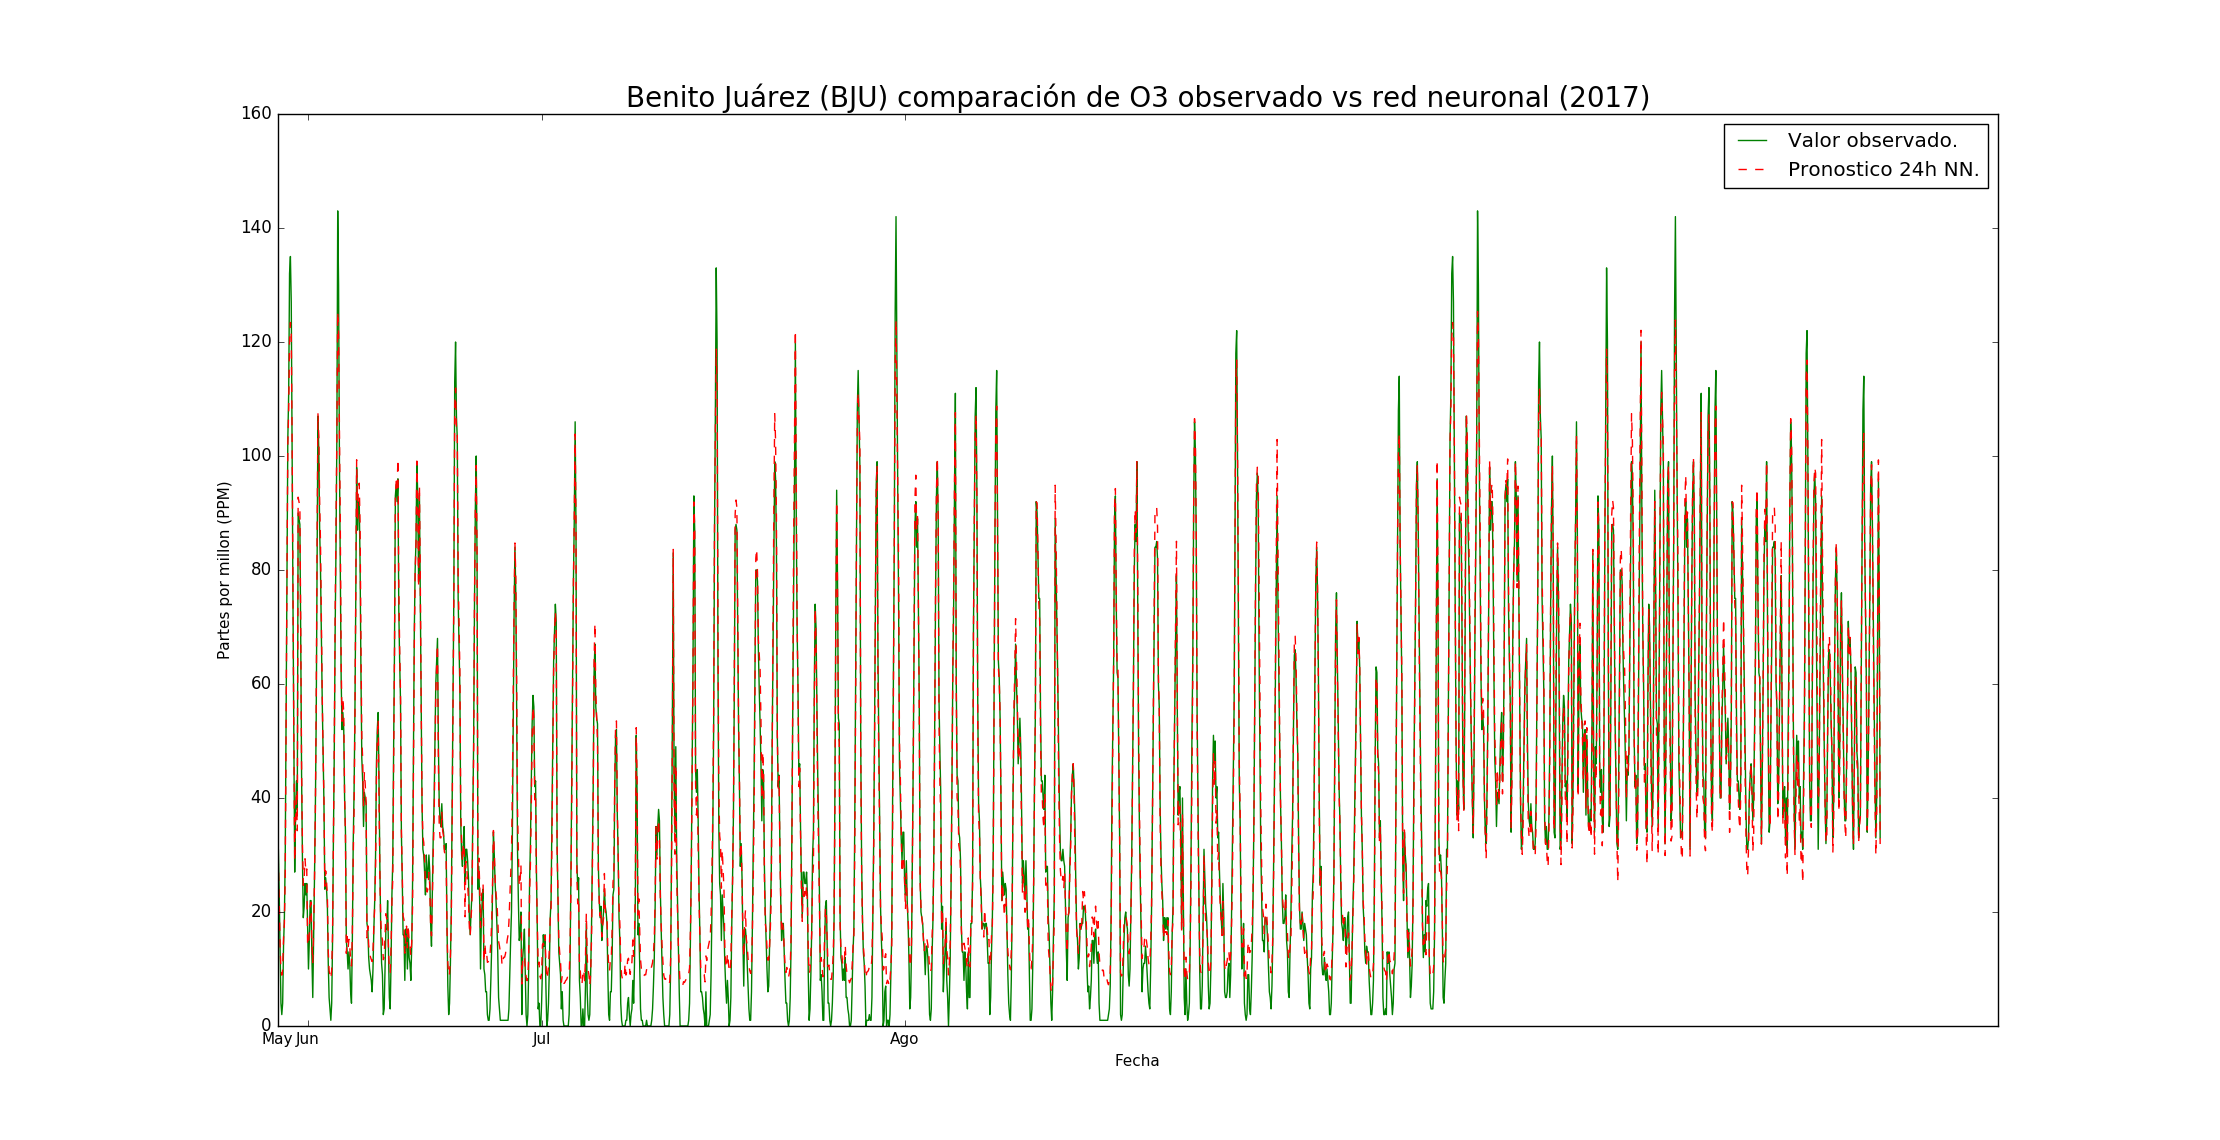 Benito Juárez (BJU) comparación de O3 observado vs red neuronal (2017)
160
140
120
100
80
60
40
20
0
Partes por millon (PPM)
Valor observado.
Pronostico 24h NN.
May Jun Jul Ago
Fecha